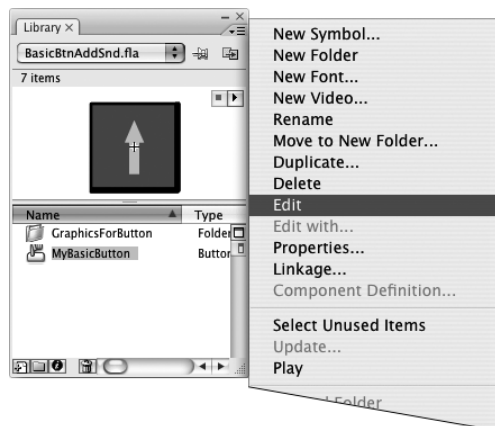 Library ×
BasicBtnAddSnd.fla
7 items
Name Type
GraphicsForButton Folder
MyBasicButton Button
New Symbol...
New Folder
New Font...
New Video...
Rename
Move to New Folder...
Duplicate...
Delete
Edit
Edit with...
Properties...
Linkage...
Component Definition...
Select Unused Items
Update...
Play
Folder